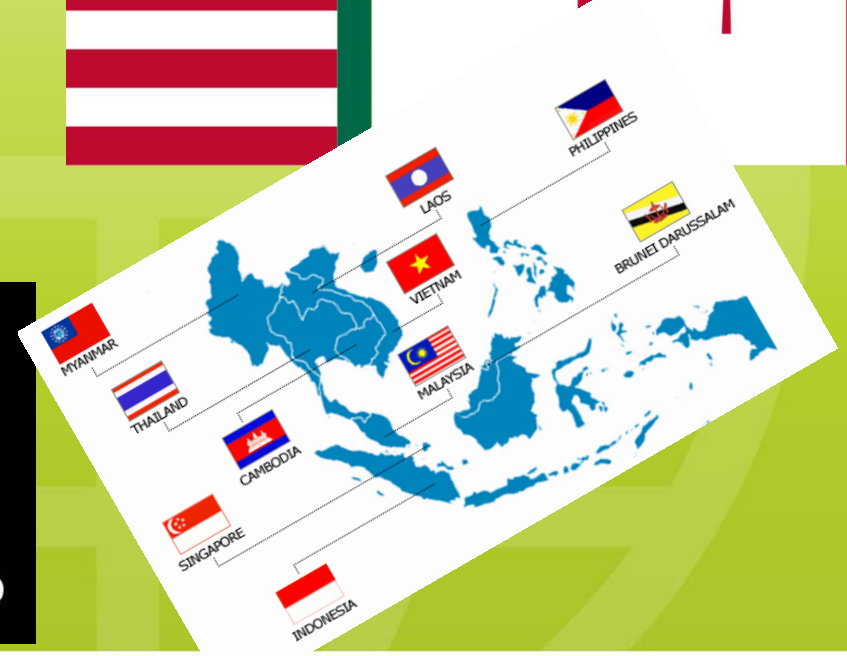 PHILIPPINES
LAOS
BRUNEI DARUSSALAM
VIETNAM
MYANMAR
MALAYSIA
THAILAND
CAMBODIA
SINGAPORE
INDONESIA